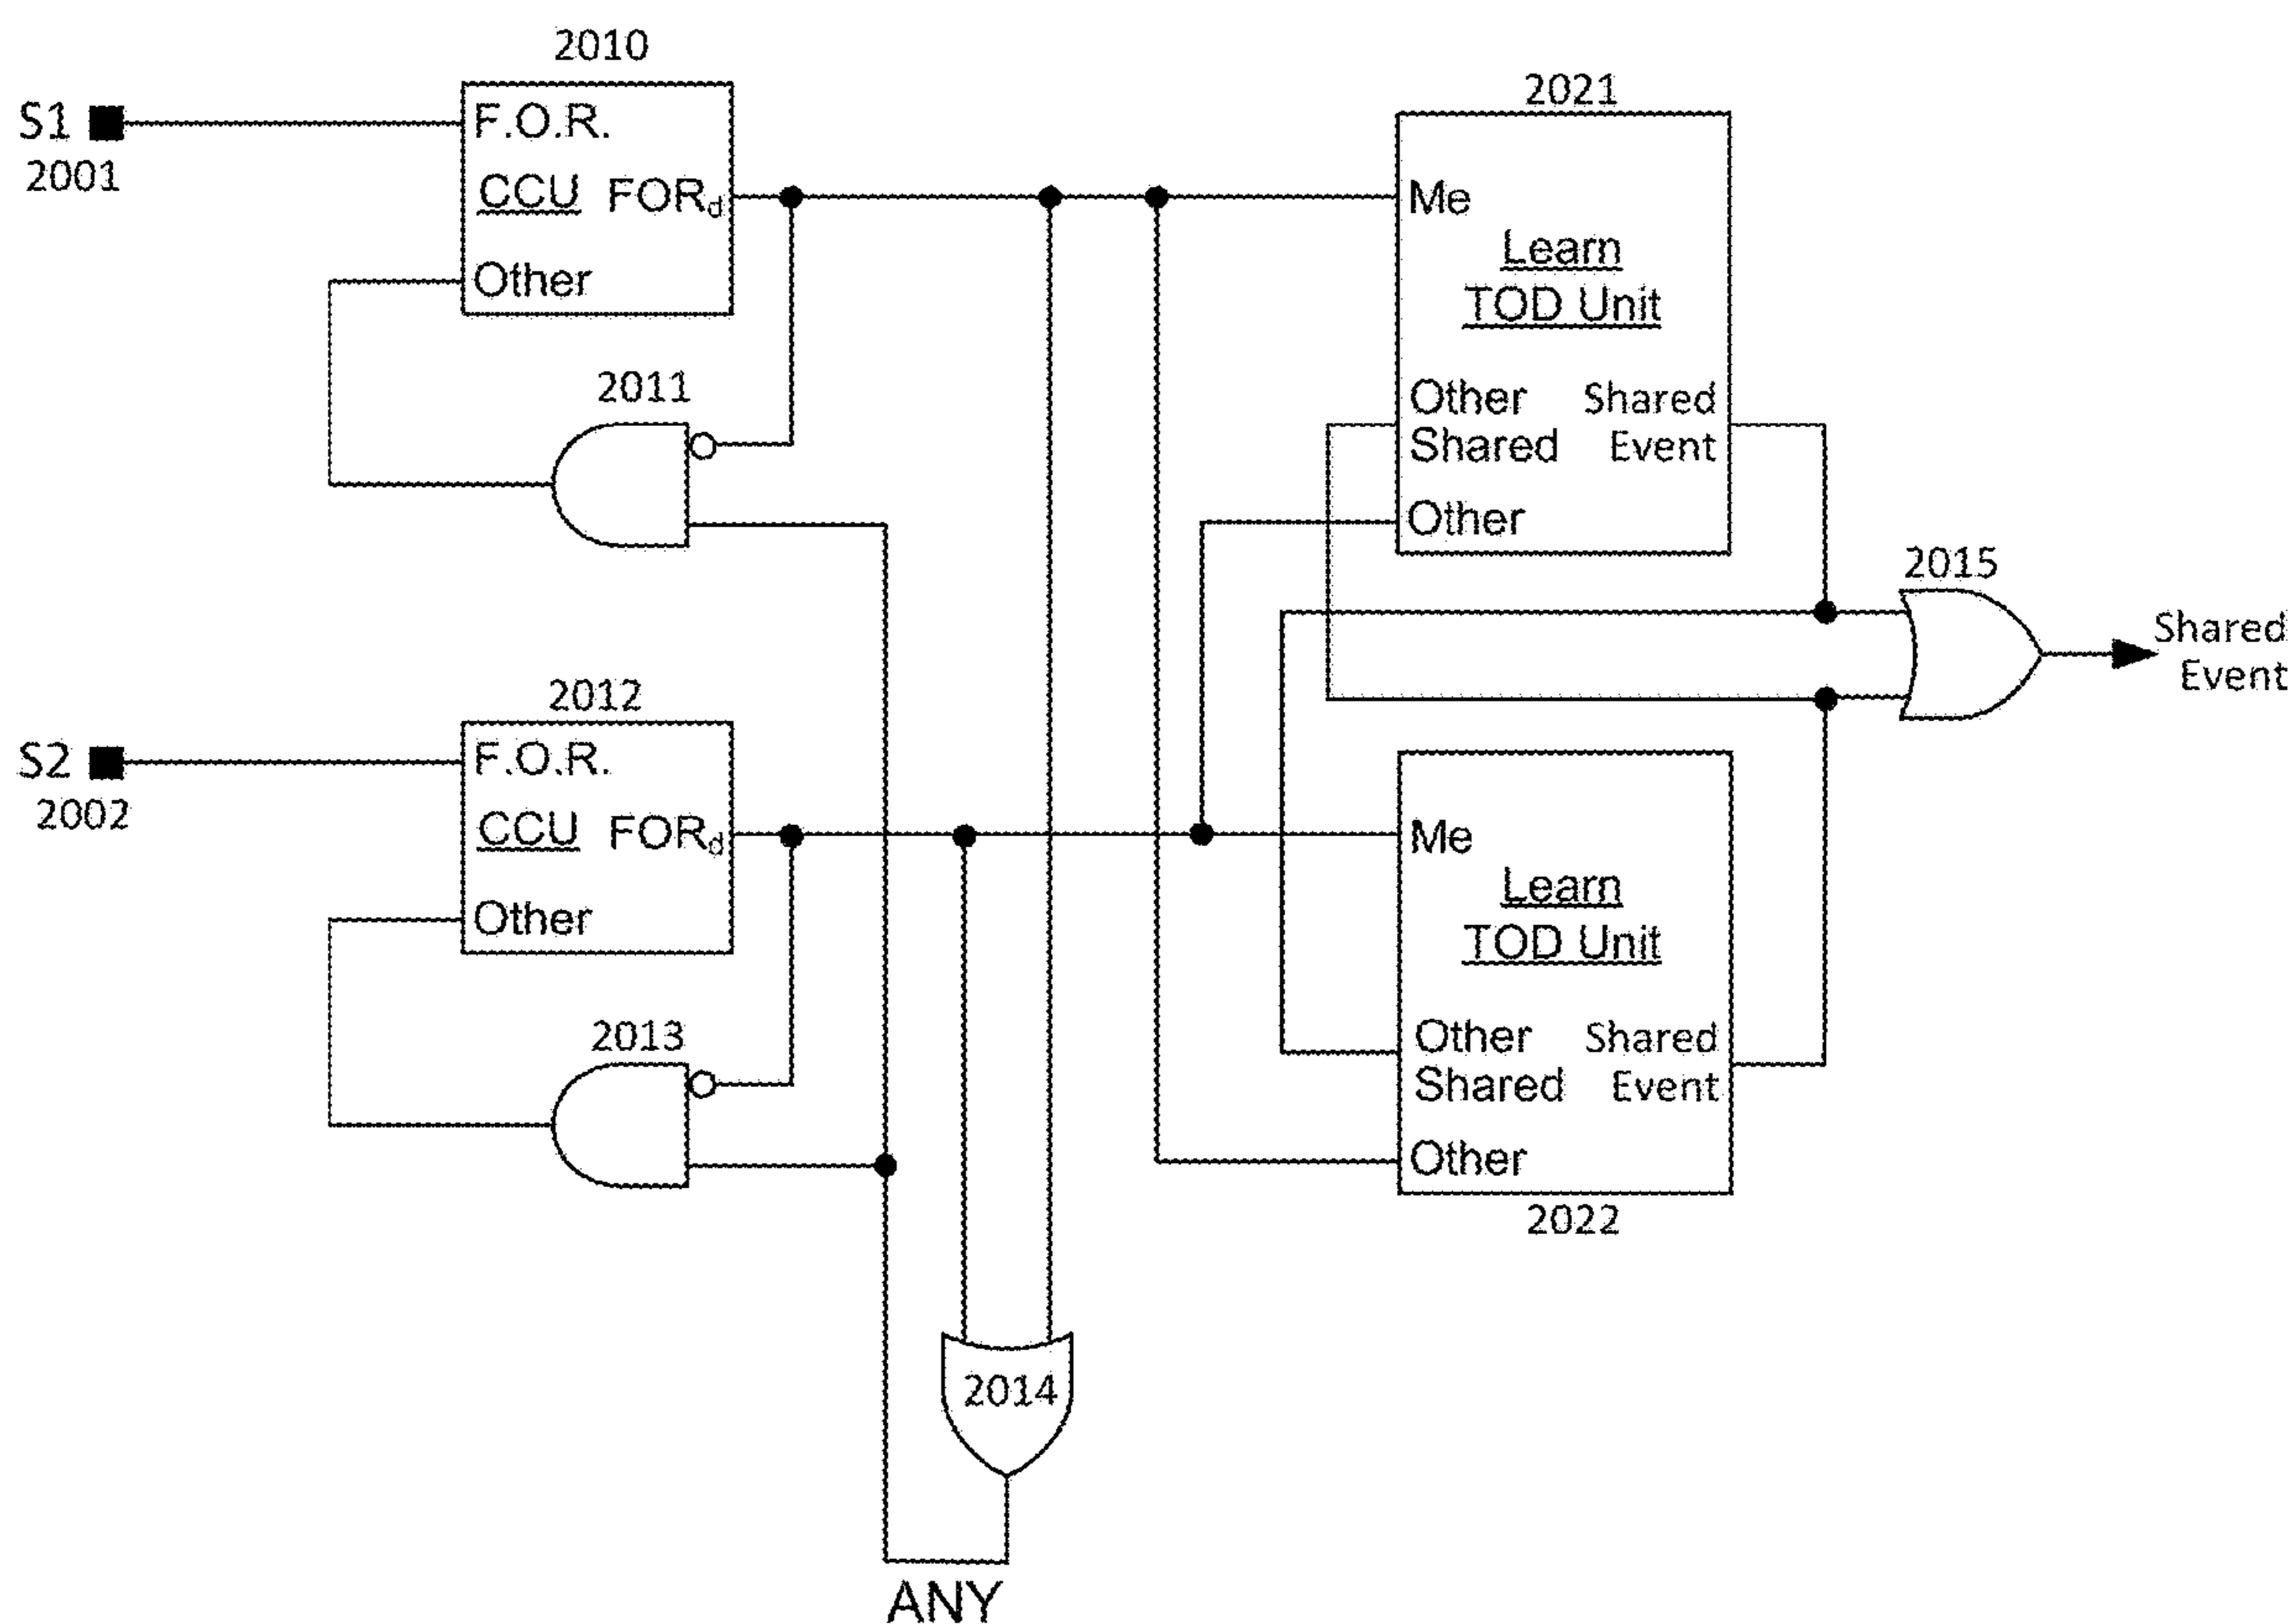 2010
S1
2001
F.O.R.
CCU FORd
Other
2011
2021
Me
Learn
TOD Unit
Other Shared
Shared Event
Other
2015
Shared
Event
2012
S2
2002
F.O.R.
CCU FORd
Other
2013
Me
Learn
TOD Unit
Other Shared
Shared Event
Other
2022
2014
ANY